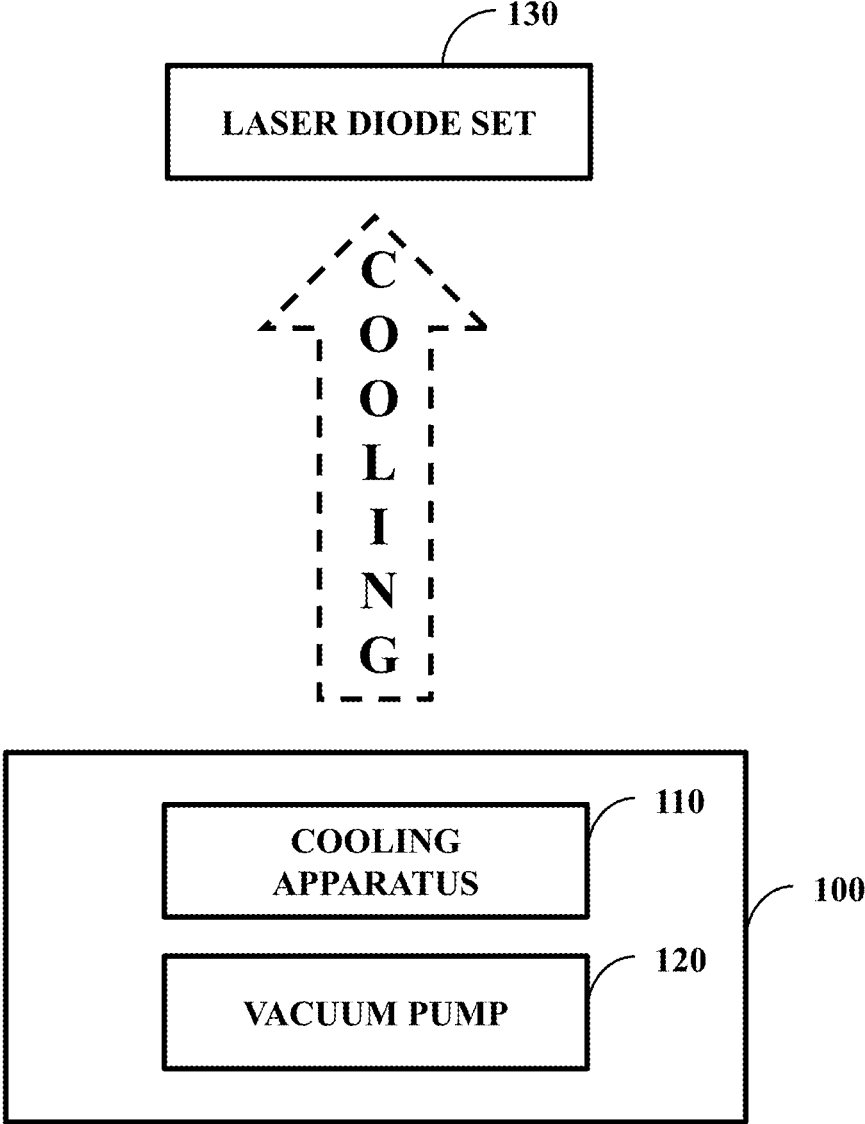 130
LASER DIODE SET
C
O
O
L
I
N
G
110
COOLING
APPARATUS
100
120
VACUUM PUMP